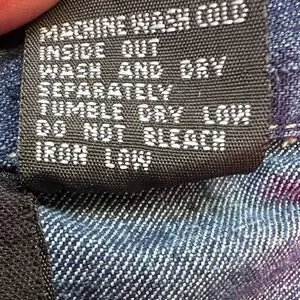 MACHINE WASH COLD
INSIDE OUT
WASH AND DRY
SEPARATELY
TUMBLE DRY LOW
DO NOT BLEACH
IRON LOW